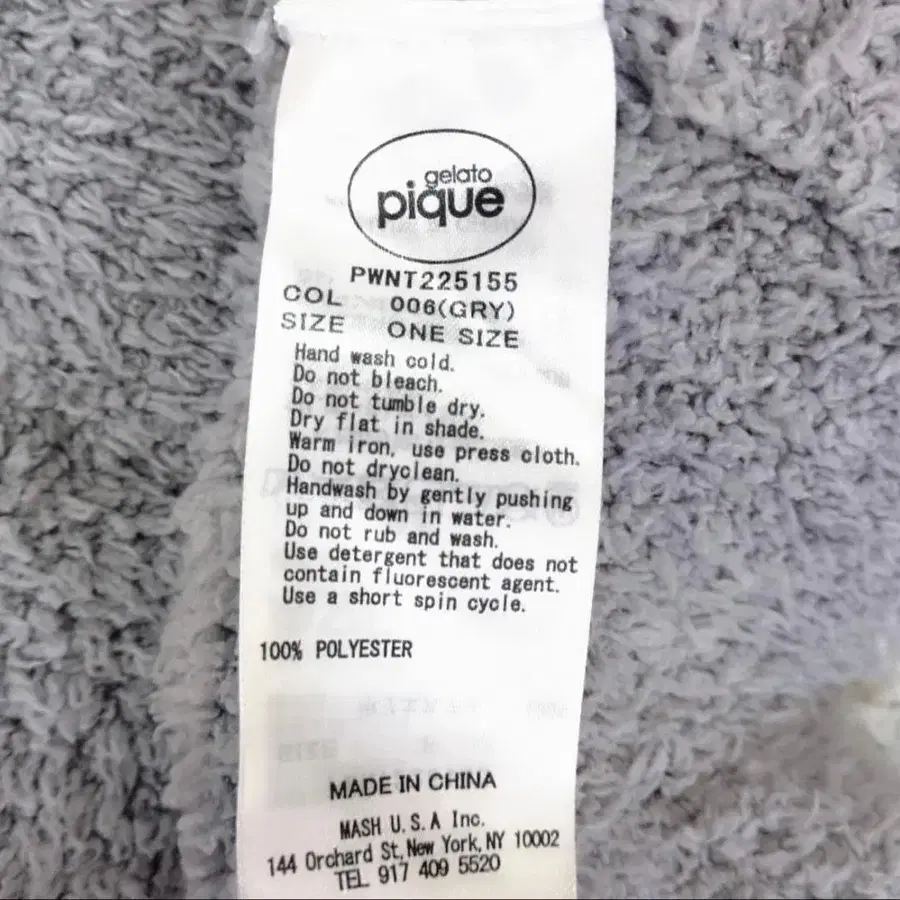 gelato
pique
PWNT225155
COL 006(GRY)
SIZE ONE SIZE
Hand wash cold.
Do not bleach.
Do not tumble dry.
Dry flat in shade.
Warm iron, use press cloth.
Do not dryclean.
Handwash by gently pushing
up and down in water.
Do not rub and wash.
Use detergent that does not
contain fluorescent agent.
Use a short spin cycle.
100% POLYESTER
MADE IN CHINA
MASH U.S.A Inc.
144 Orchard St, New York, NY 10002
TEL 917 409 5520